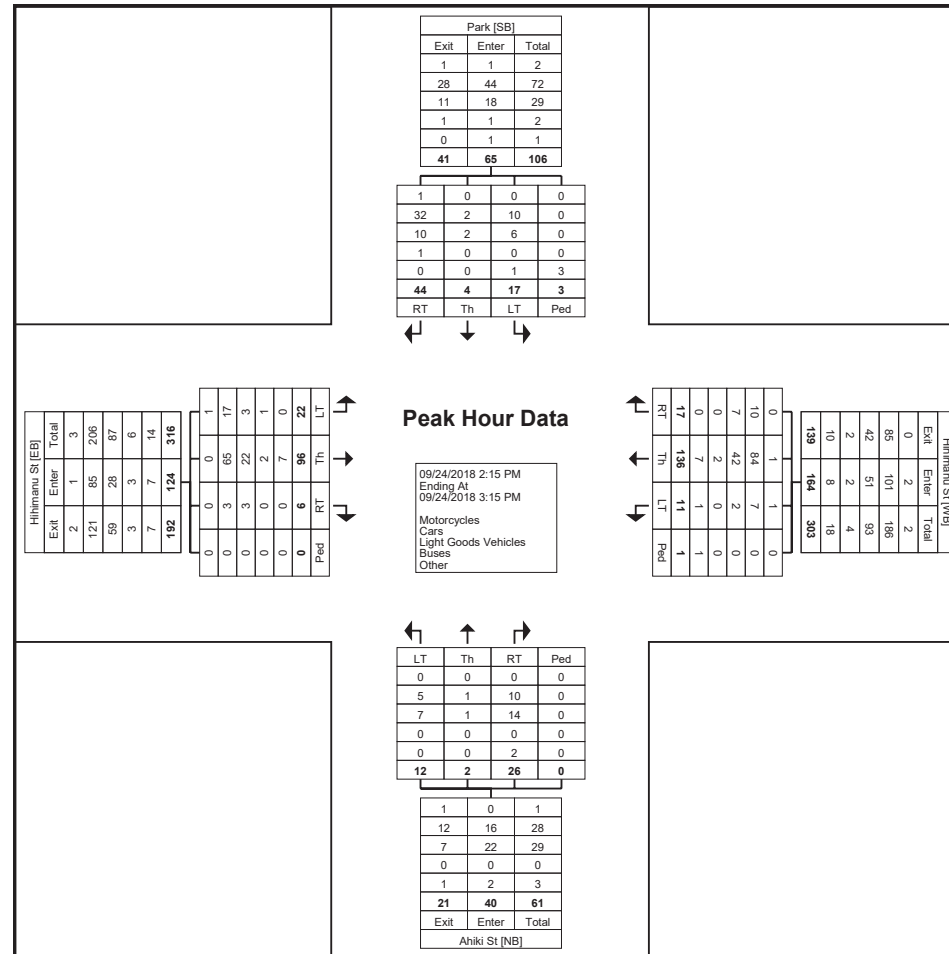 Park [SB]
Exit Enter Total
1 1 2
28 44 72
11 18 29
1 1 2
0 1 1
41 65 106
1 0 0 0
32 2 10 0
10 2 6 0
1 0 0 0
0 0 1 3
44 4 17 3
RT Th LT Ped
Hihimanu St [EB]
Exit Enter Total
2 1 3
121 85 206
59 28 87
3 3 6
7 7 14
192 124 316
1 0 0 0
17 65 3 0
3 22 3 0
1 2 0 0
0 7 0 0
22 96 6 0
LT Th RT Ped
Peak Hour Data
09/24/2018 2:15 PM
Ending At
09/24/2018 3:15 PM
Motorcycles
Cars
Light Goods Vehicles
Buses
Other
Hihimanu St [WB]
Exit Enter Total
0 2 2
85 101 186
42 51 93
2 2 4
10 8 18
139 164 303
0 1 1 0
10 84 7 0
7 42 2 0
0 2 0 0
0 7 1 1
17 136 11 1
RT Th LT Ped
LT Th RT Ped
0 0 0 0
5 1 10 0
7 1 14 0
0 0 0 0
0 0 2 0
12 2 26 0
1 0 1
12 16 28
7 22 29
0 0 0
1 2 3
21 40 61
Exit Enter Total
Ahiki St [NB]